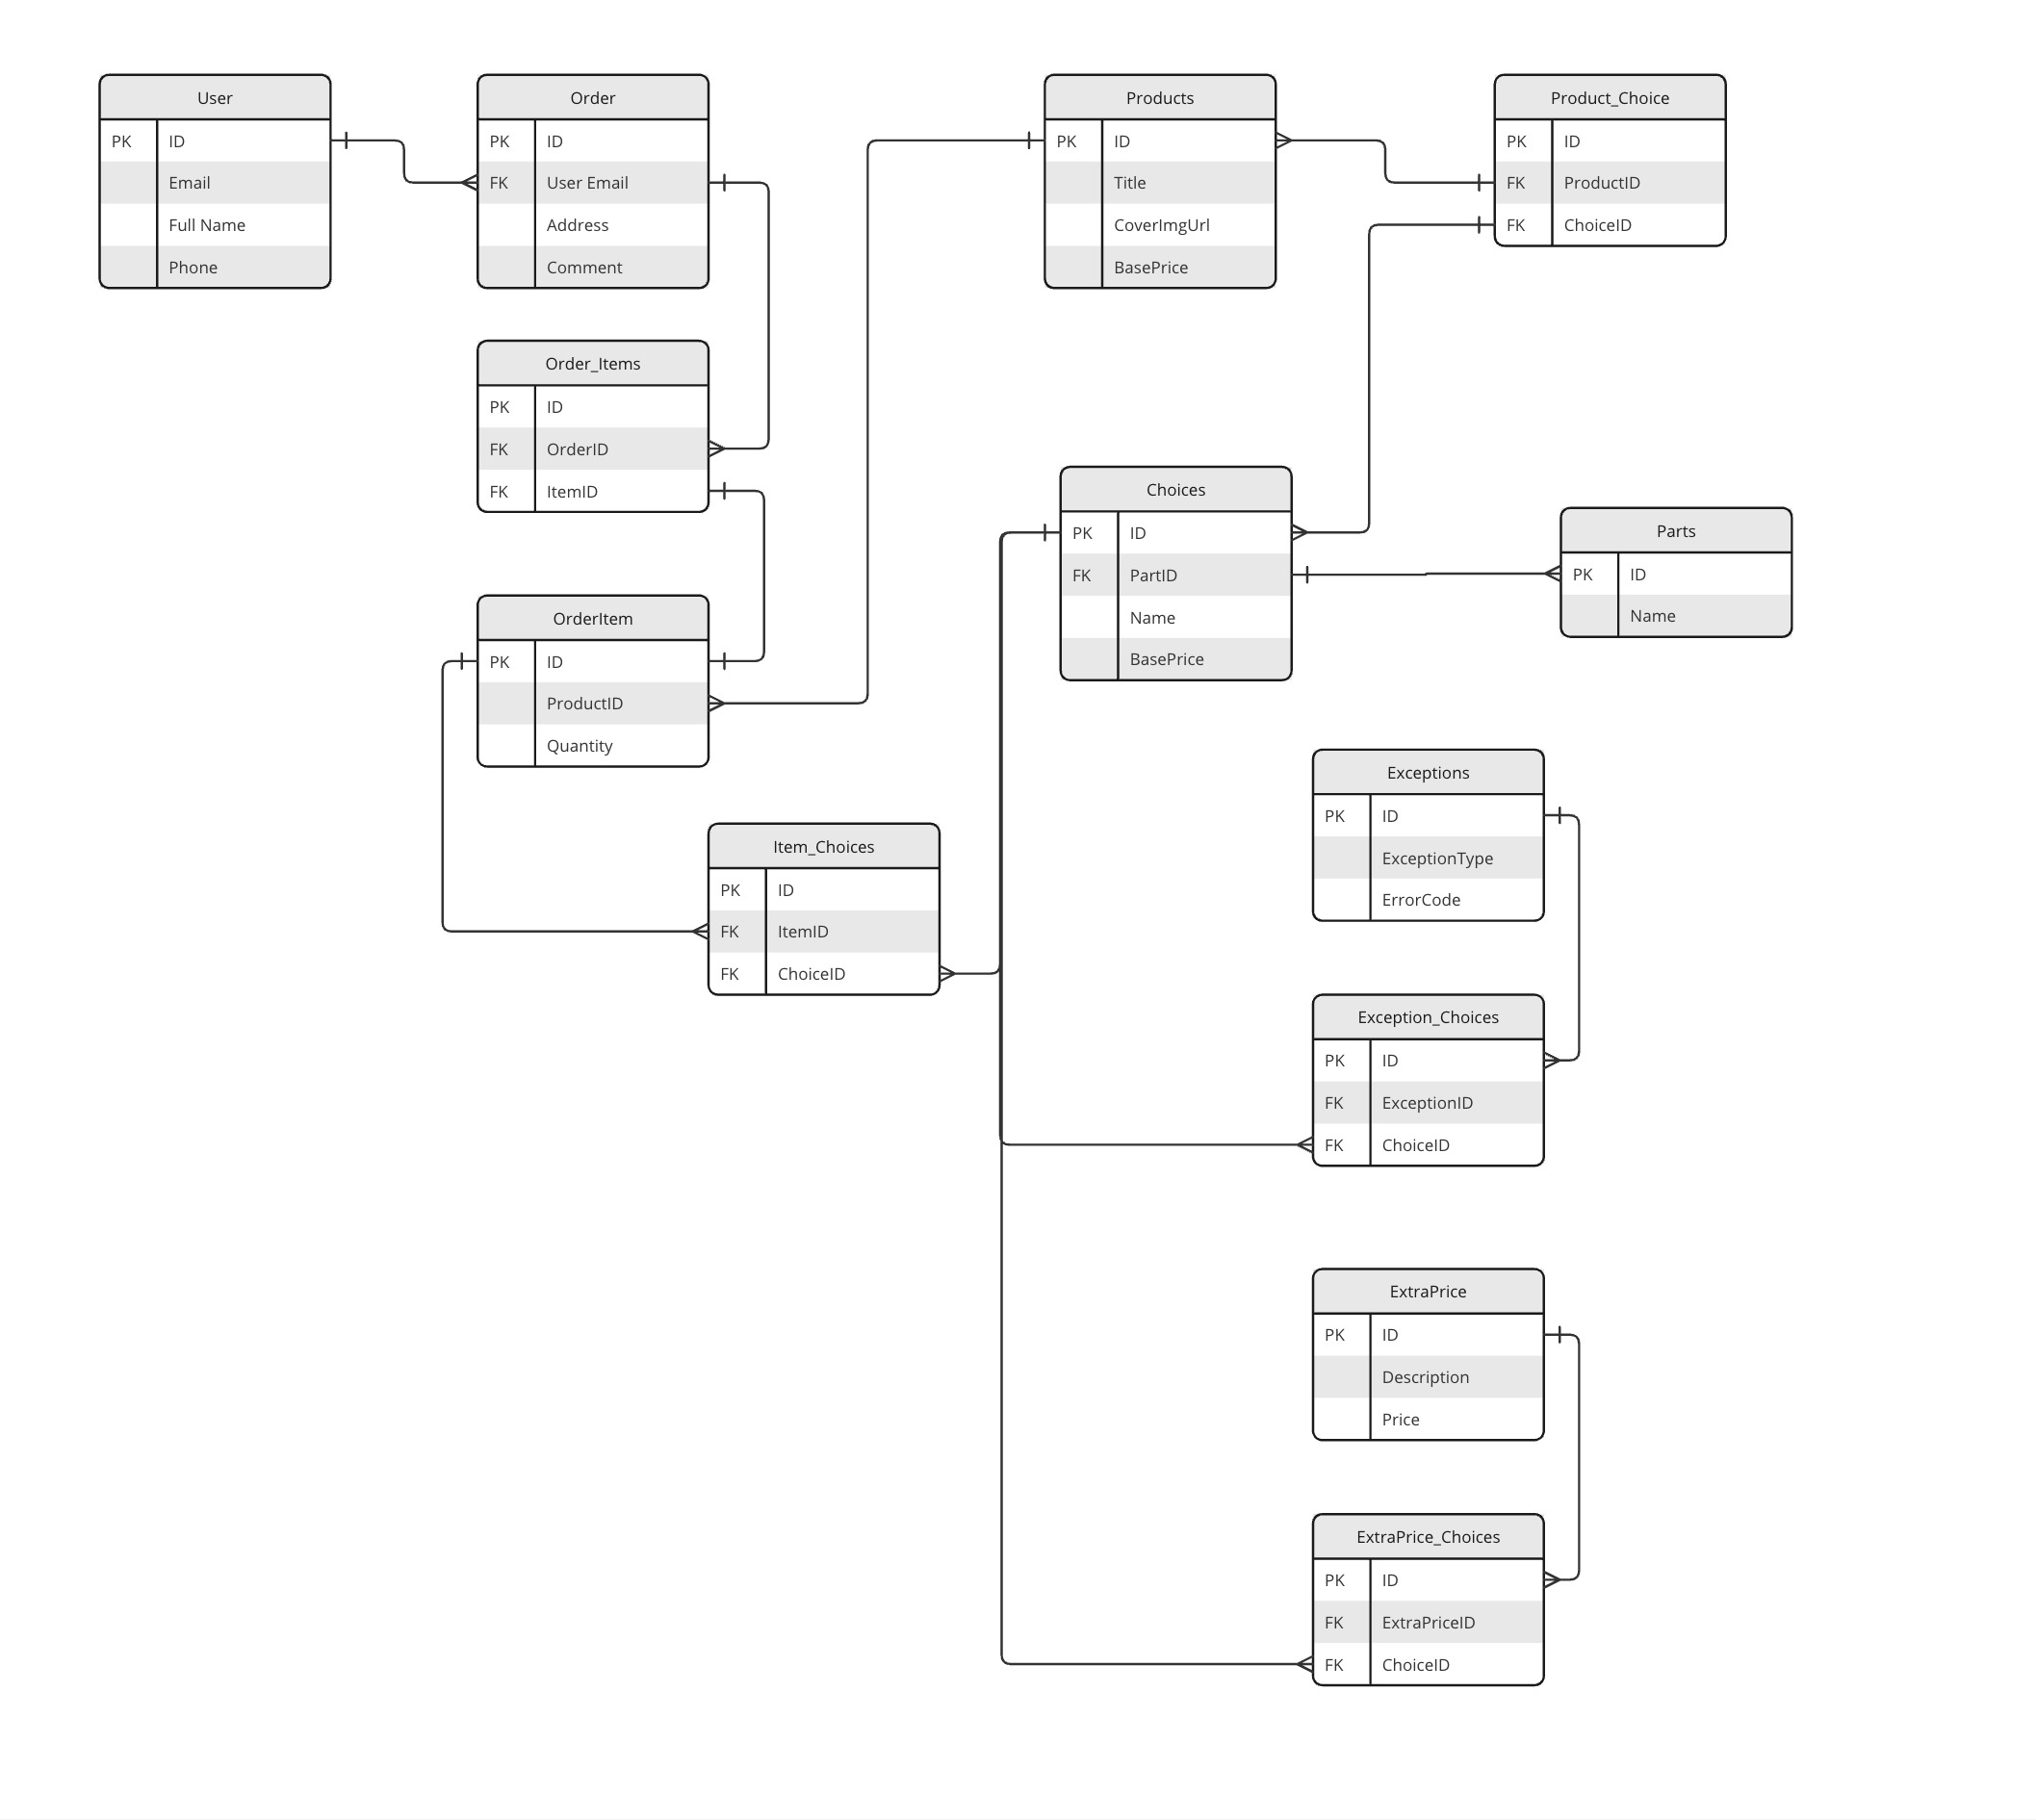 User
PK ID
Email
Full Name
Phone
Order
PK ID
FK User Email
Address
Comment
Products
PK ID
Title
CoverImgUrl
BasePrice
Product_Choice
PK ID
FK ProductID
FK ChoiceID
Order_Items
PK ID
FK OrderID
FK ItemID
Choices
PK ID
FK PartID
Name
BasePrice
Parts
PK ID
Name
OrderItem
PK ID
ProductID
Quantity
Exceptions
PK ID
ExceptionType
ErrorCode
Item_Choices
PK ID
FK ItemID
FK ChoiceID
Exception_Choices
PK ID
FK ExceptionID
FK ChoiceID
ExtraPrice
PK ID
Description
Price
ExtraPrice_Choices
PK ID
FK ExtraPriceID
FK ChoiceID